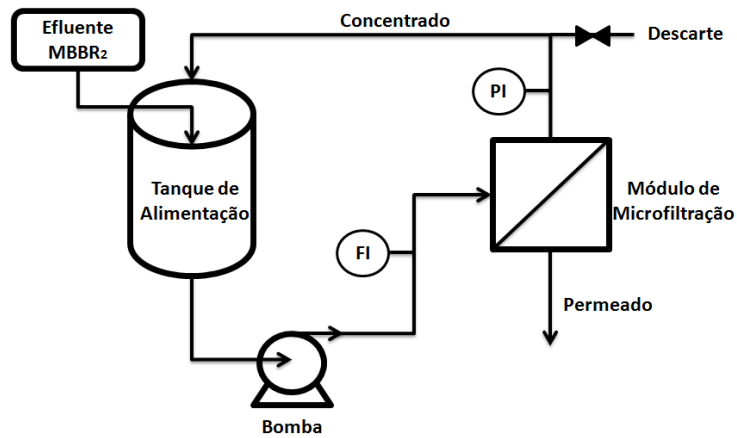 Concentrado
Descarte
Efluente
MBBR₂
PI
Tanque de
Alimentação
Módulo de
Microfiltração
FI
Permeado
Bomba